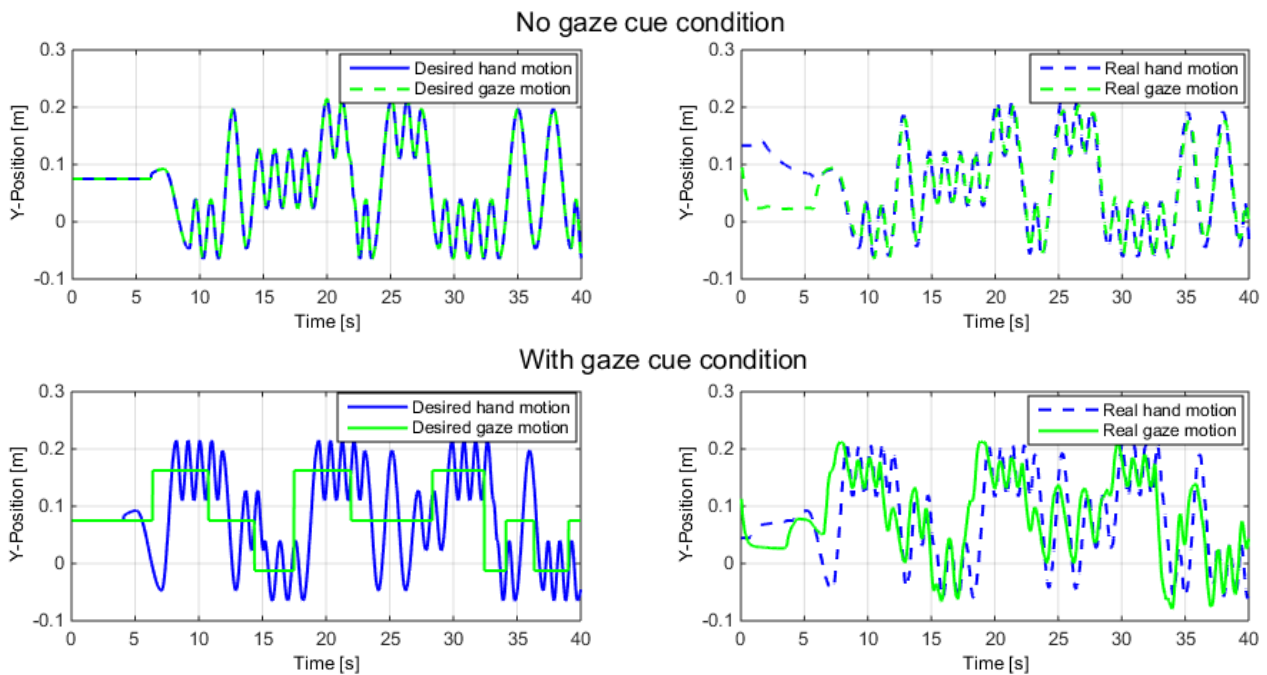 No gaze cue condition
0.3
0.2
0.1
0
-0.1
Y-Position [m]
Desired hand motion
Desired gaze motion
0 5 10 15 20 25 30 35 40
Time [s]
0.3
0.2
0.1
0
-0.1
Y-Position [m]
Real hand motion
Real gaze motion
0 5 10 15 20 25 30 35 40
Time [s]
With gaze cue condition
0.3
0.2
0.1
0
-0.1
Y-Position [m]
Desired hand motion
Desired gaze motion
0 5 10 15 20 25 30 35 40
Time [s]
0.3
0.2
0.1
0
-0.1
Y-Position [m]
Real hand motion
Real gaze motion
0 5 10 15 20 25 30 35 40
Time [s]